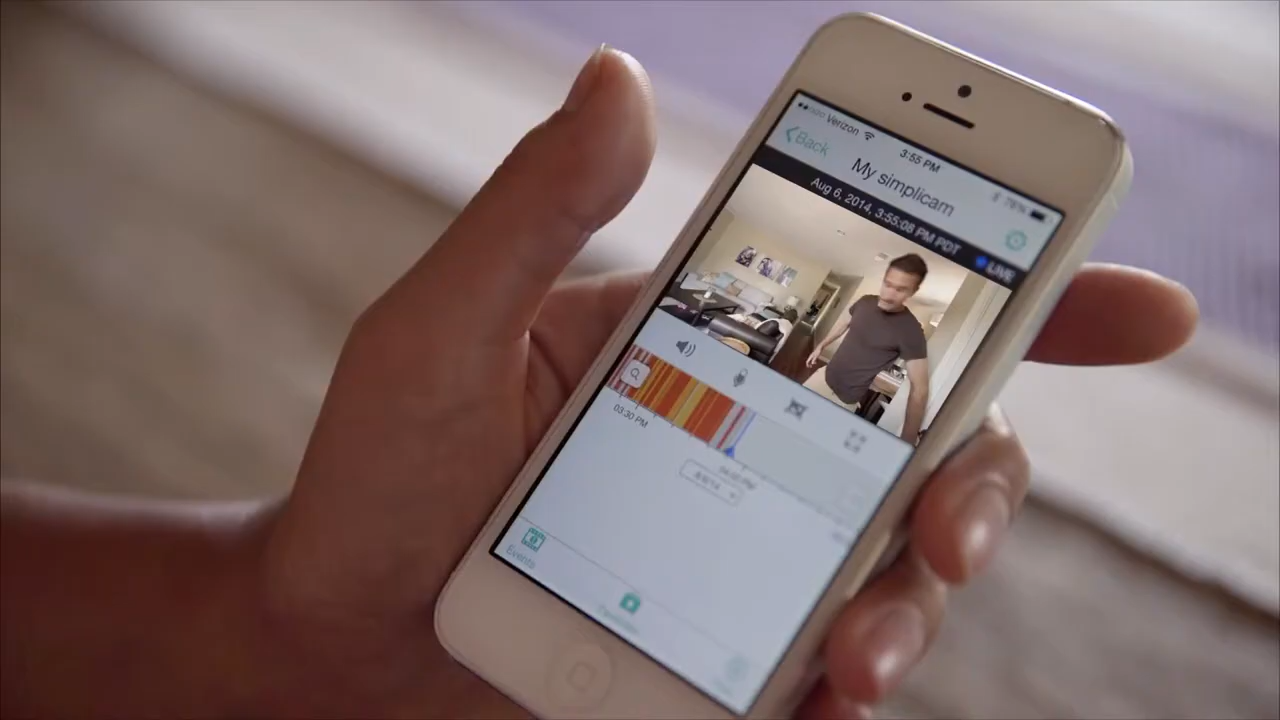 Verizon
3:55 PM
76%
Back
My simplicam
Aug 6, 2014, 3:55:08 PM PDT
LIVE
03:30 PM
Events